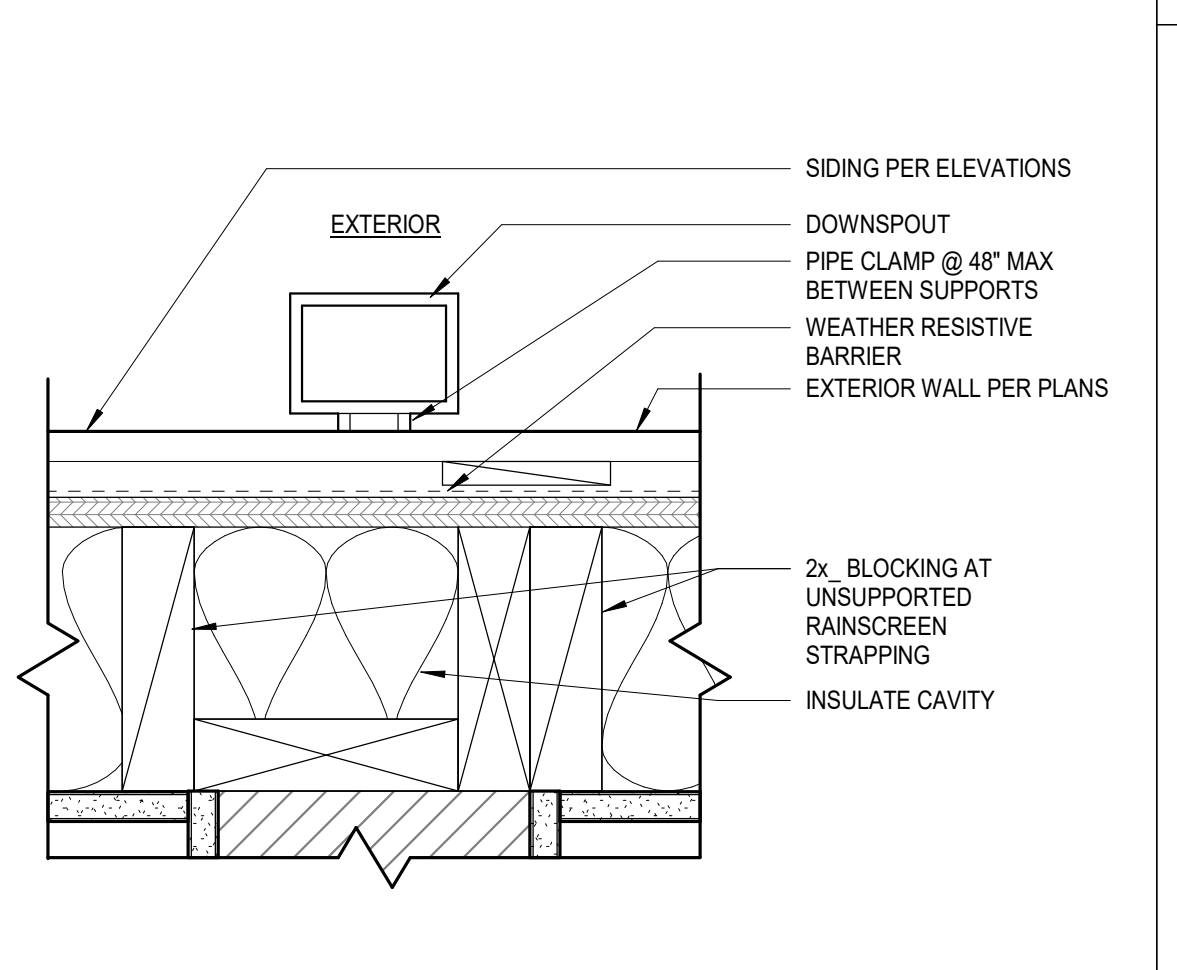 SIDING PER ELEVATIONS
EXTERIOR
DOWNSPOUT
PIPE CLAMP @ 48" MAX
BETWEEN SUPPORTS
WEATHER RESISTIVE
BARRIER
EXTERIOR WALL PER PLANS
2x_ BLOCKING AT
UNSUPPORTED
RAINSCREEN
STRAPPING
INSULATE CAVITY